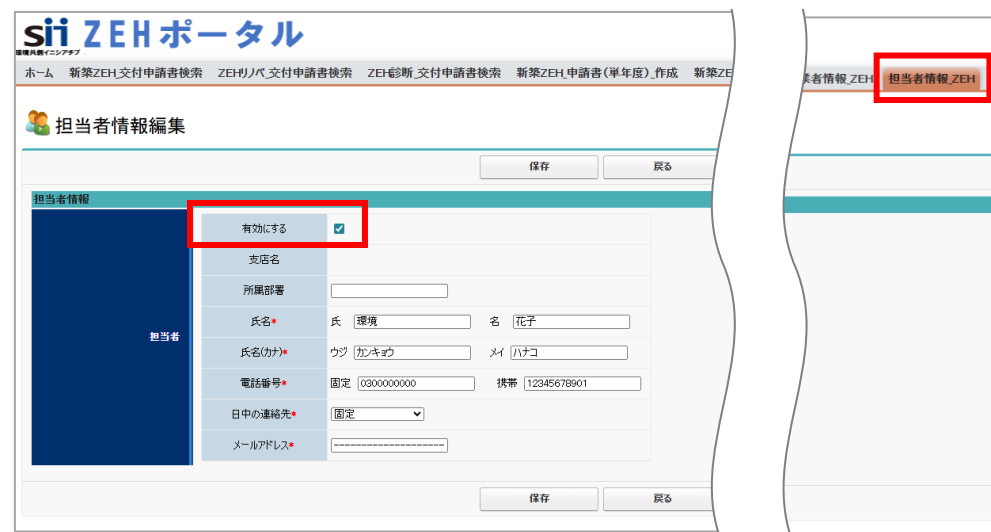 sii ZEHポータル
環境共創イニシアチブ
ホーム 新築ZEH_交付申請書検索 ZEHリノベ_交付申請書検索 ZEH診断_交付申請書検索 新築ZEH_申請書(単年度)_作成 新築ZE
業者情報_ZEH 担当者情報_ZEH
担当者情報編集
保存 戻る
担当者情報
担当者
有効にする
支店名
所属部署
氏名* 氏 環境 名 花子
氏名(カナ)* ウジ カンキョウ メイ ハナコ
電話番号* 固定 0300000000 携帯 12345678901
日中の連絡先* 固定
メールアドレス* --------------------
保存 戻る